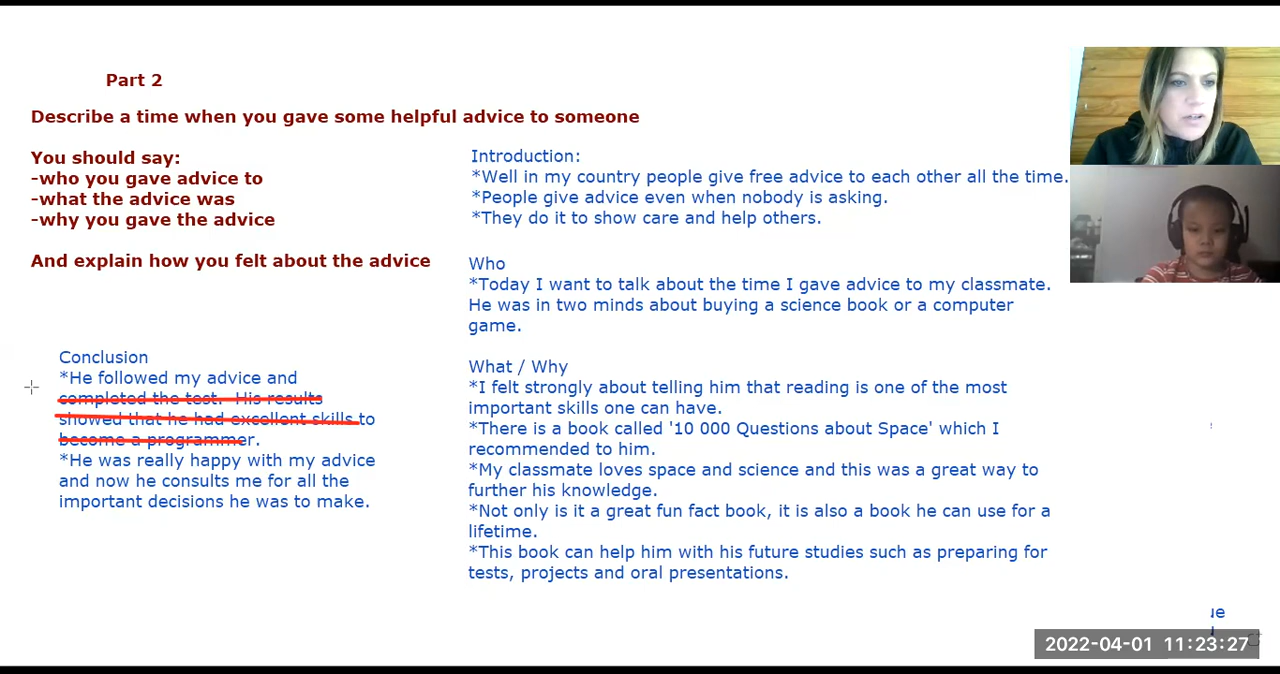 Part 2
Describe a time when you gave some helpful advice to someone
You should say:
-who you gave advice to
-what the advice was
-why you gave the advice
And explain how you felt about the advice
Introduction:
*Well in my country people give free advice to each other all the time.
*People give advice even when nobody is asking.
*They do it to show care and help others.
Who
*Today I want to talk about the time I gave advice to my classmate.
He was in two minds about buying a science book or a computer
game.
What / Why
*I felt strongly about telling him that reading is one of the most
important skills one can have.
*There is a book called '10 000 Questions about Space' which I
recommended to him.
*My classmate loves space and science and this was a great way to
further his knowledge.
*Not only is it a great fun fact book, it is also a book he can use for a
lifetime.
*This book can help him with his future studies such as preparing for
tests, projects and oral presentations.
Conclusion
*He followed my advice and
completed the test. His results
showed that he had excellent skills to
become a programmer.
*He was really happy with my advice
and now he consults me for all the
important decisions he was to make.
2022-04-01 11:23:27